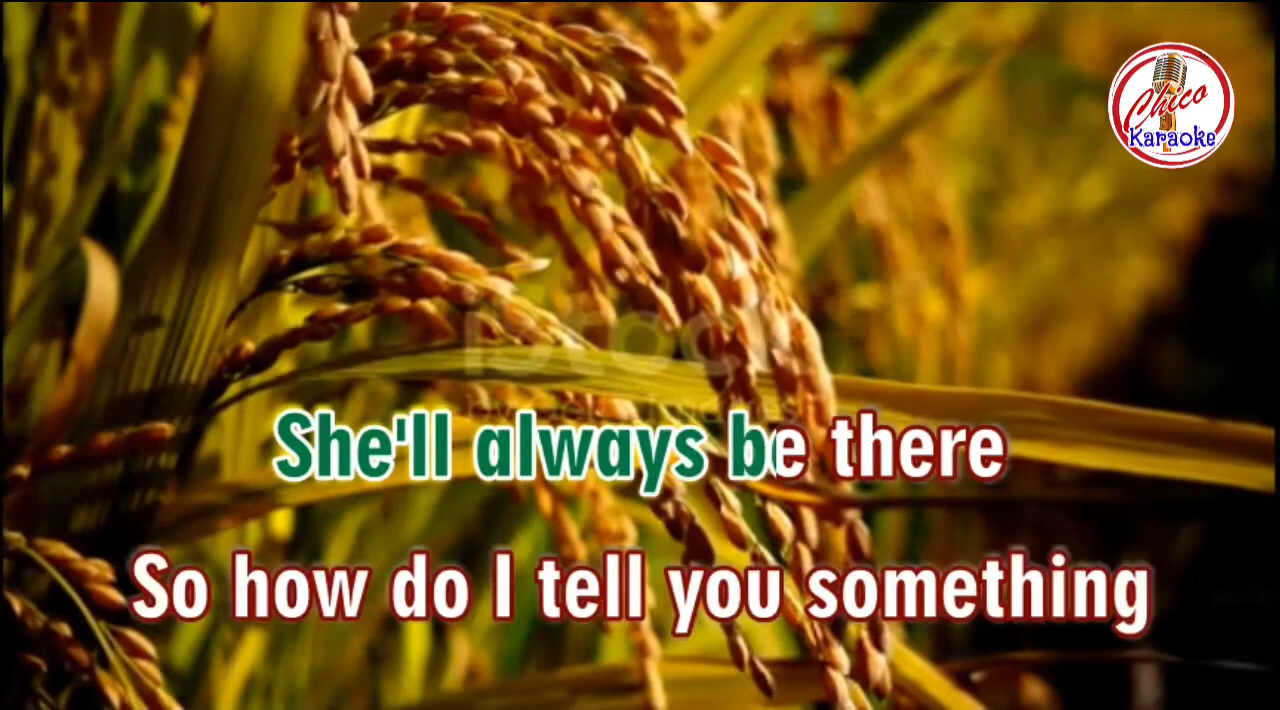 Chico
Karaoke
She'll always be there
So how do I tell you something